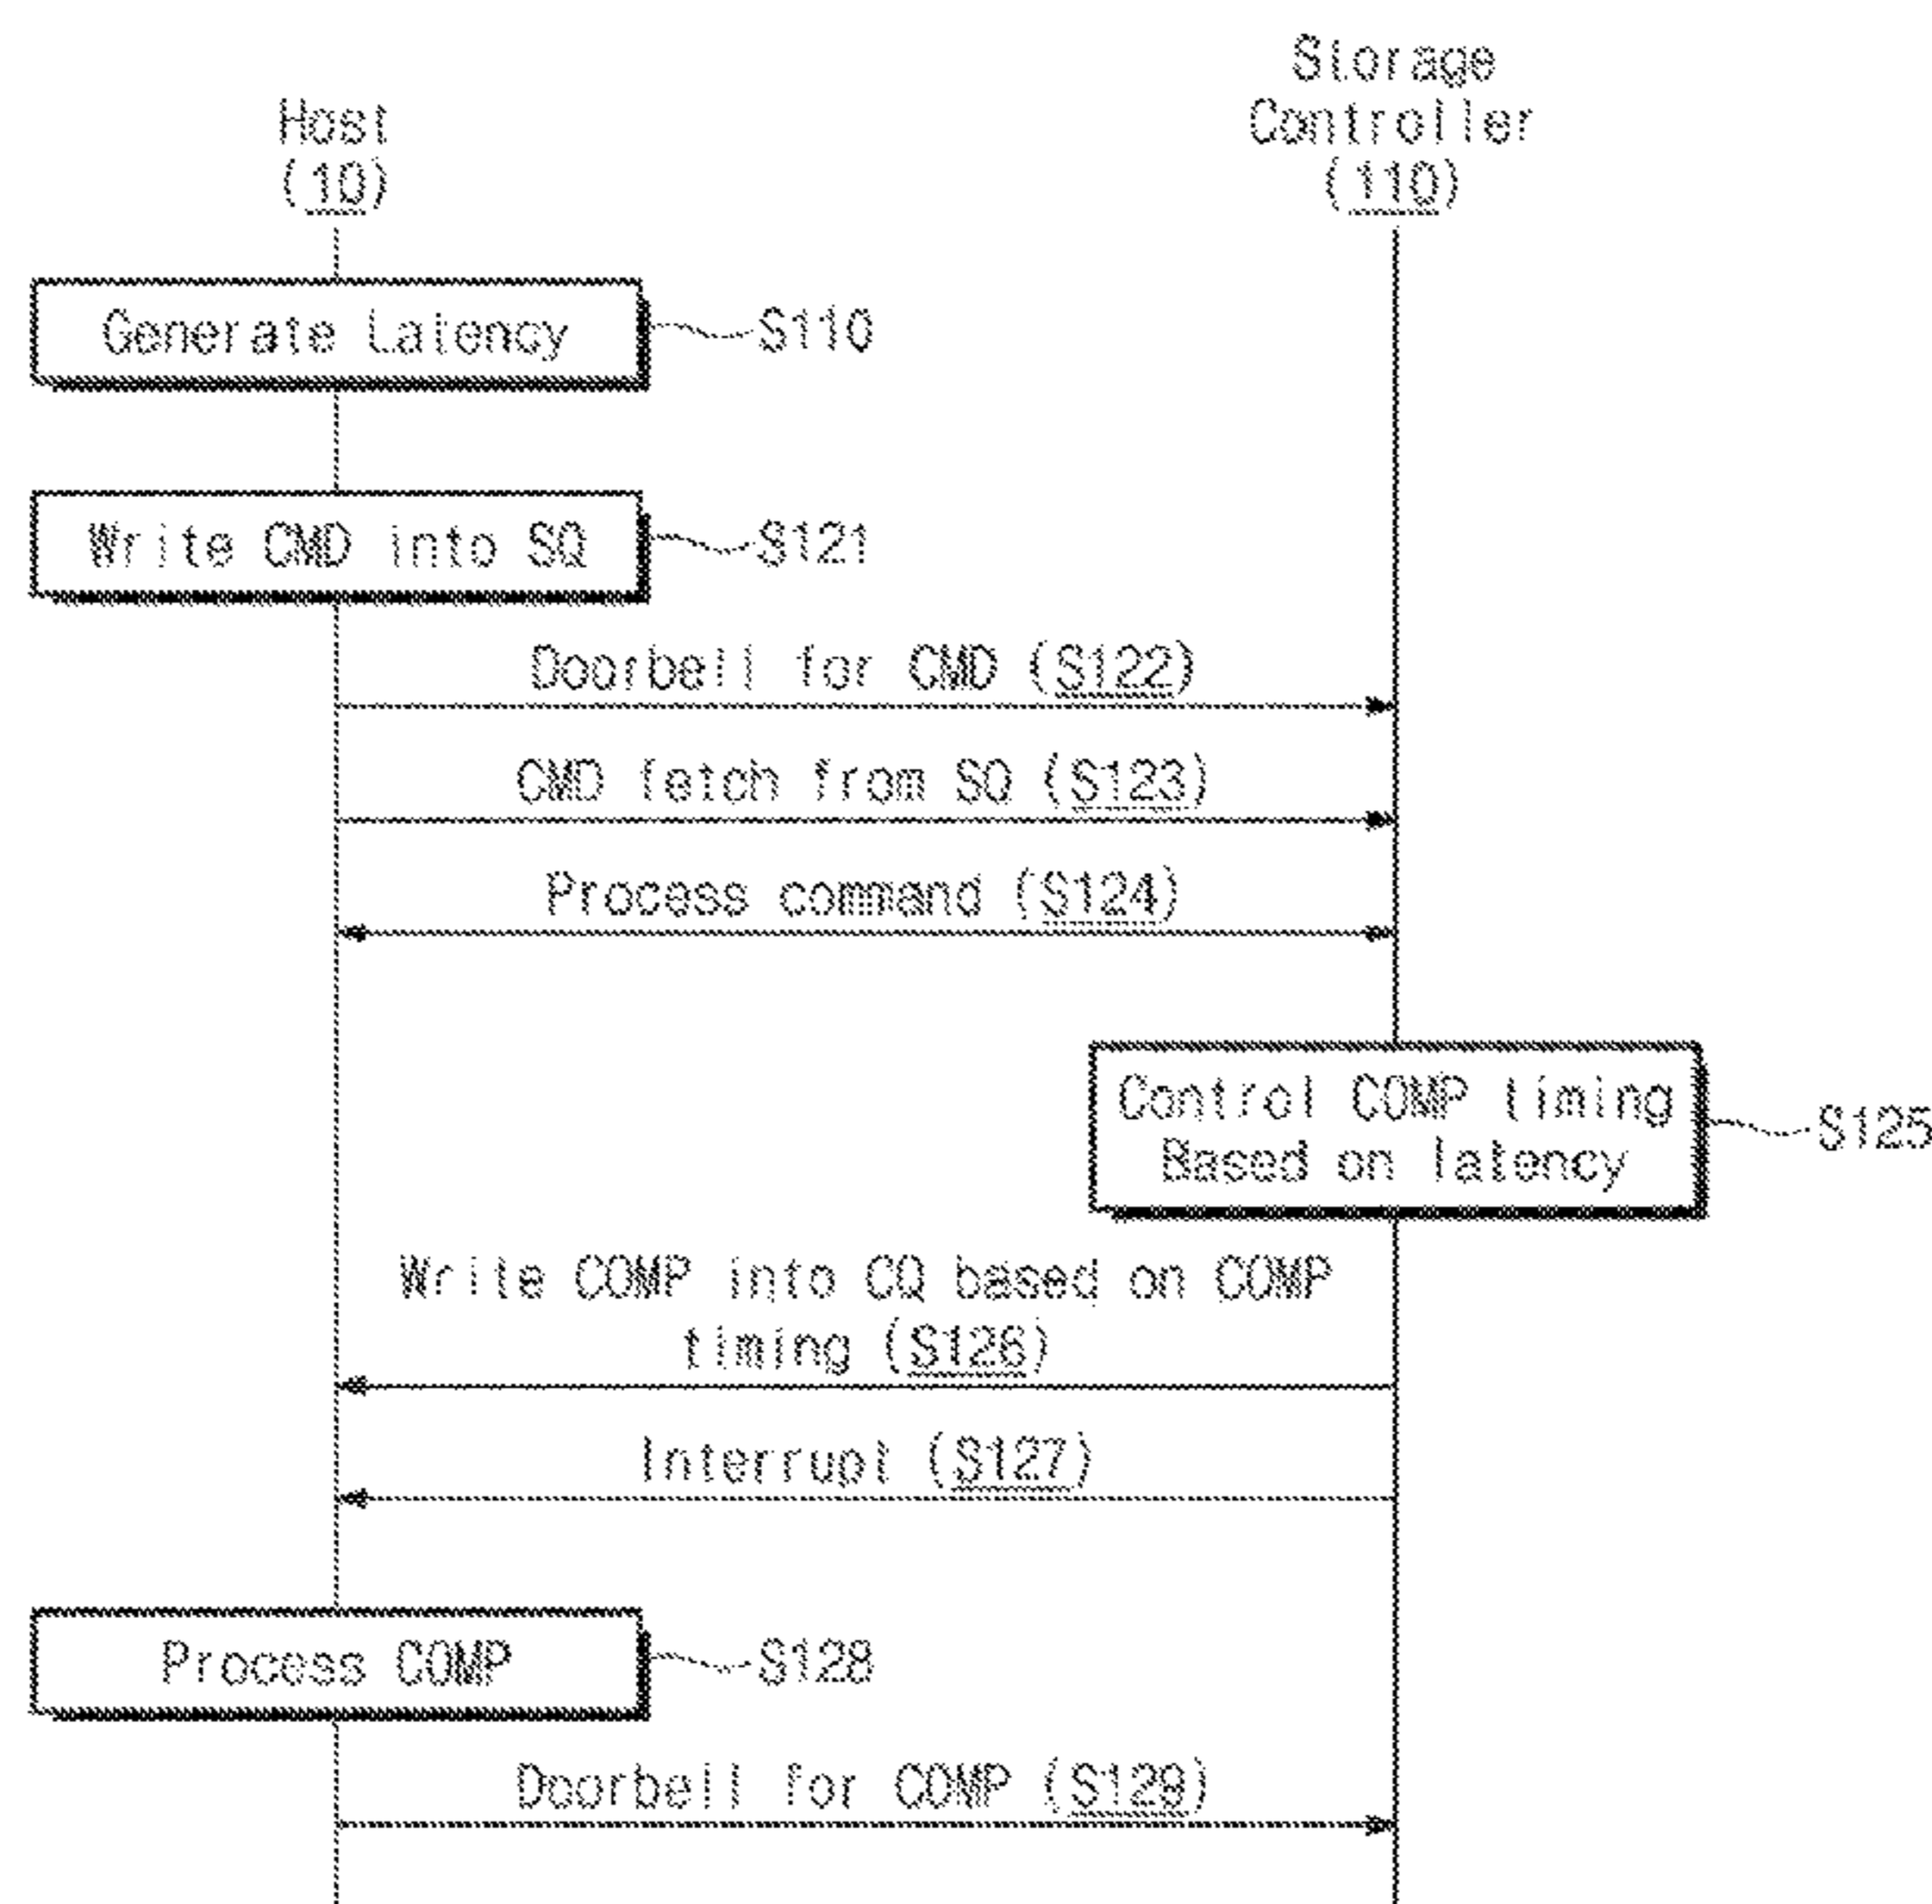 Host
(10)
Storage
Controller
(110)
Generate Latency
S110
Write CMD into SQ
S121
Doorbell for CMD (S122)
CMD fetch from SQ (S123)
Process command (S124)
Control COMP timing
Based on latency
S125
Write COMP into CQ based on COMP
timing (S126)
Interrupt (S127)
Process COMP
S128
Doorbell for COMP (S129)